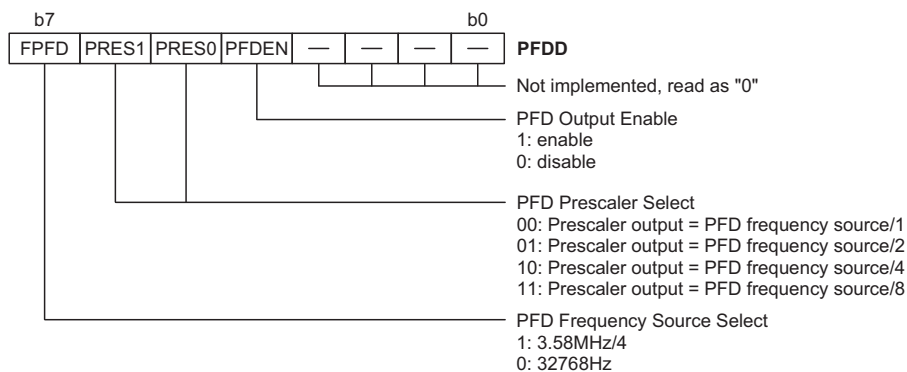 b7 b0
FPFD PRES1 PRES0 PFDEN — — — — PFDD
Not implemented, read as "0"
PFD Output Enable
1: enable
0: disable
PFD Prescaler Select
00: Prescaler output = PFD frequency source/1
01: Prescaler output = PFD frequency source/2
10: Prescaler output = PFD frequency source/4
11: Prescaler output = PFD frequency source/8
PFD Frequency Source Select
1: 3.58MHz/4
0: 32768Hz